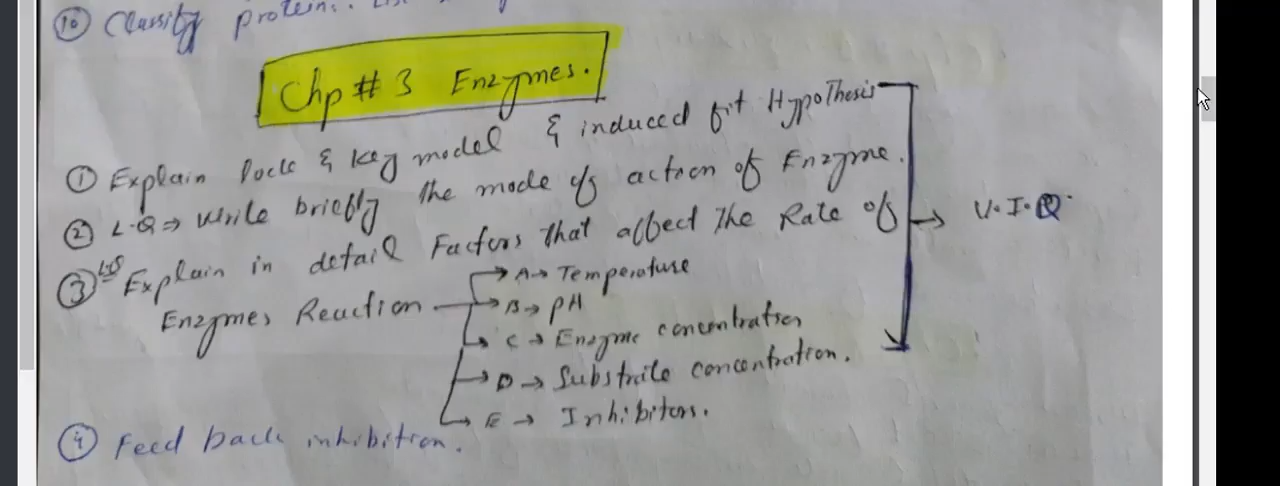 ⑩ Classify protein.
Chp # 3 Enzymes.
① Explain lock & key model & induced fit Hypothesis
② L.Q ⇒ write briefly the mode of action of Enzyme.
③ LQ Explain in detail Factors that affect The Rate of → V.I.Q.
Enzymes Reaction
A → Temperature
B → pH
C → Enzyme concentration
D → Substrate concentration.
E → Inhibitors.
④ Feed back inhibition.